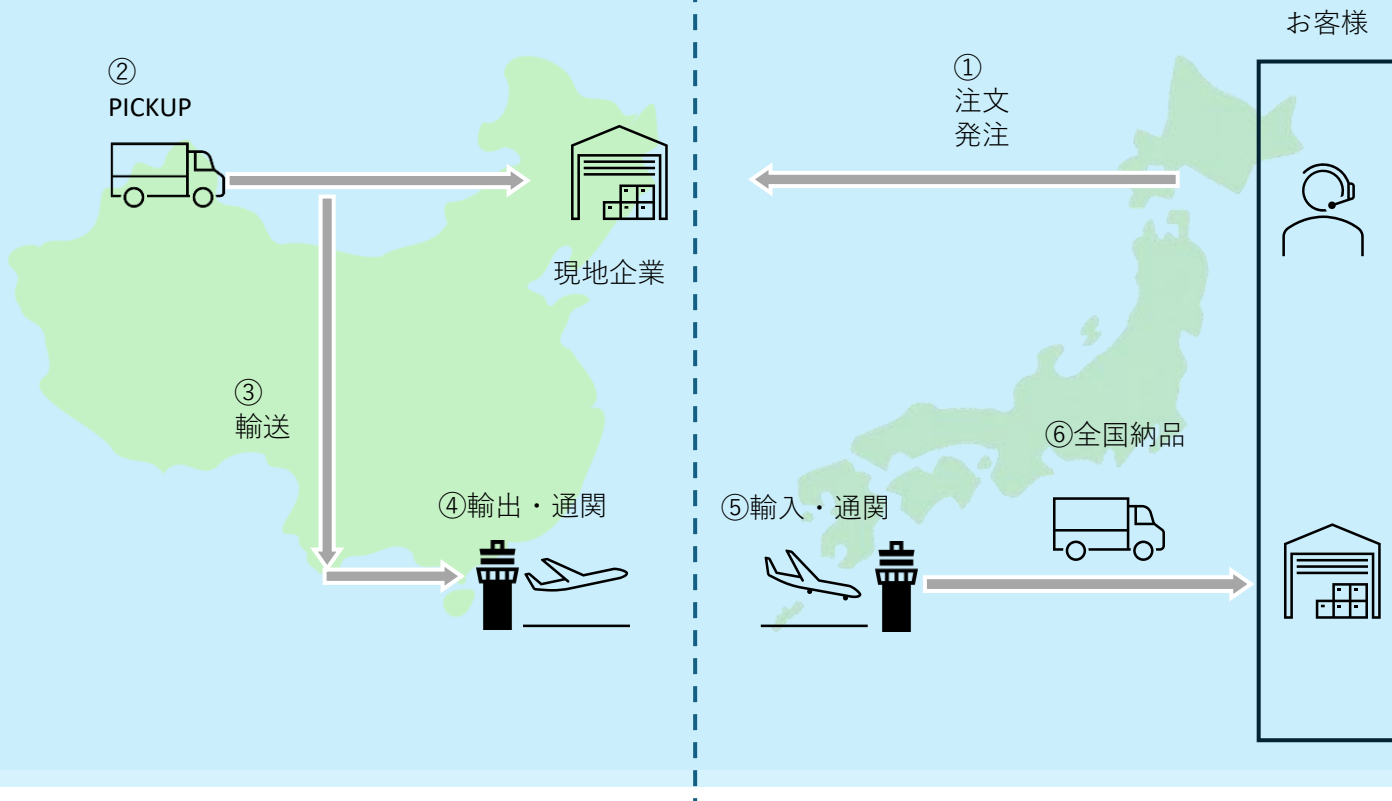 お客様
①
注文
発注
②
PICKUP
現地企業
③
輸送
④輸出・通関
⑤輸入・通関
⑥全国納品